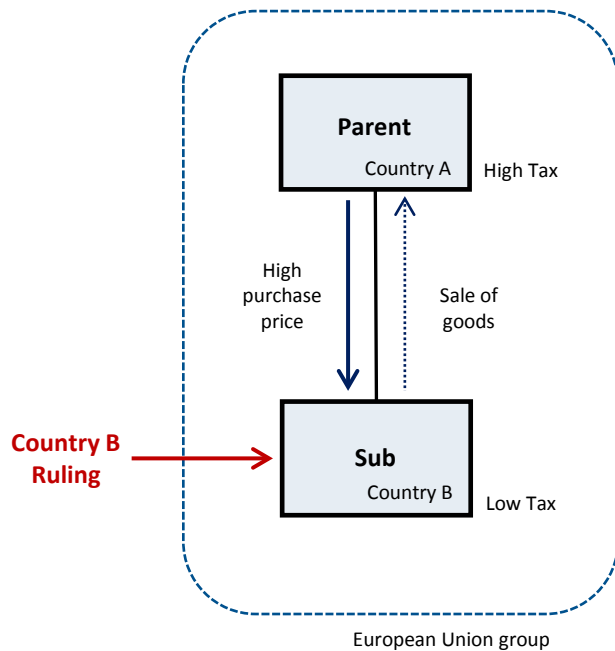 Parent
Country A
High Tax
High
purchase
price
Sale of
goods
Country B
Ruling
Sub
Country B
Low Tax
European Union group